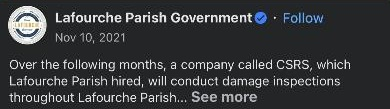 Lafourche Parish Government · Follow
Nov 10, 2021
Over the following months, a company called CSRS, which
Lafourche Parish hired, will conduct damage inspections
throughout Lafourche Parish... See more